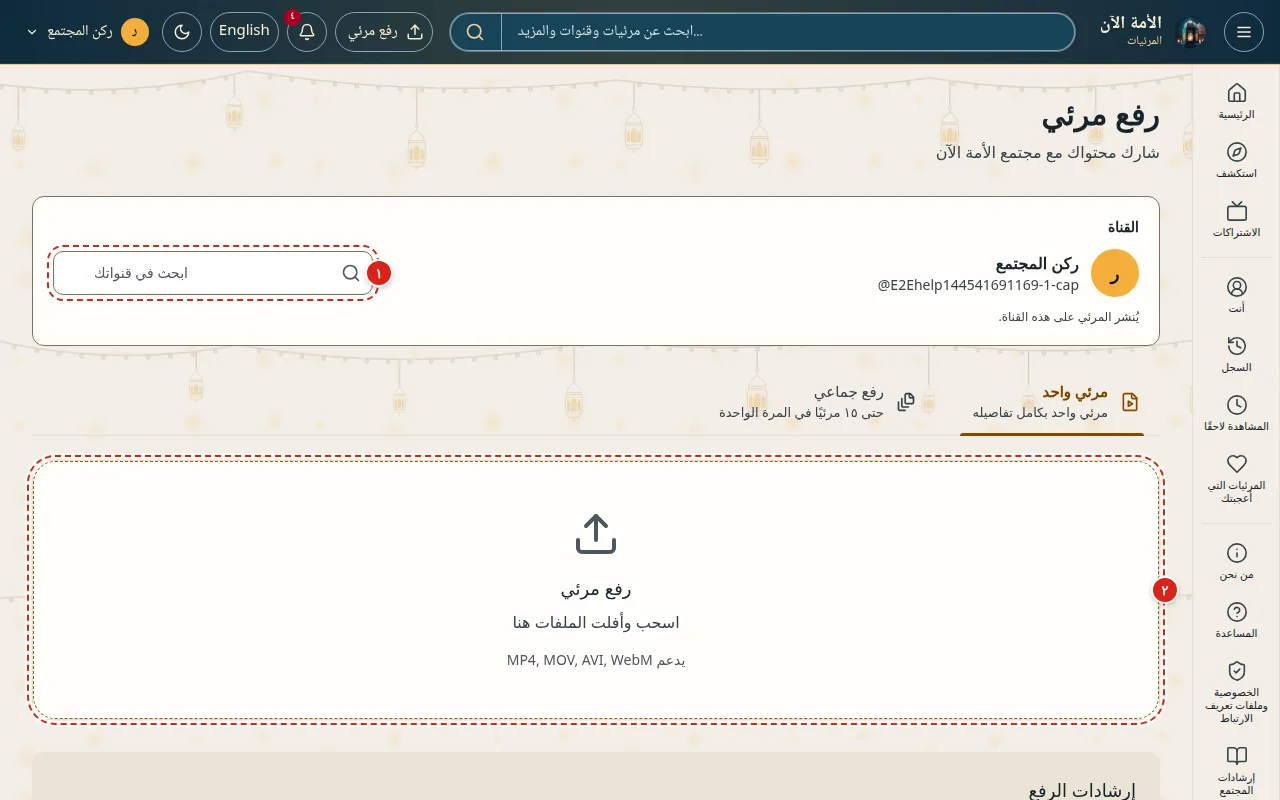 الأمة الآن
المرئيات
ابحث عن مرئيات وقنوات والمزيد...
رفع مرئي
٤
English
ر
ركن المجتمع
الرئيسية
استكشف
الاشتراكات
أنت
السجل
المشاهدة لاحقًا
المرئيات التي
أعجبتك
من نحن
المساعدة
الخصوصية
وملفات تعريف
الارتباط
إرشادات
المجتمع
رفع مرئي
شارك محتواك مع مجتمع الأمة الآن
القناة
ر
ركن المجتمع
@E2Ehelp144541691169-1-cap
يُنشر المرئي على هذه القناة.
١
ابحث في قنواتك
مرئي واحد
مرئي واحد بكامل تفاصيله
رفع جماعي
حتى ١٥ مرئيًا في المرة الواحدة
٢
رفع مرئي
اسحب وأفلت الملفات هنا
يدعم MP4, MOV, AVI, WebM
إرشادات الرفع